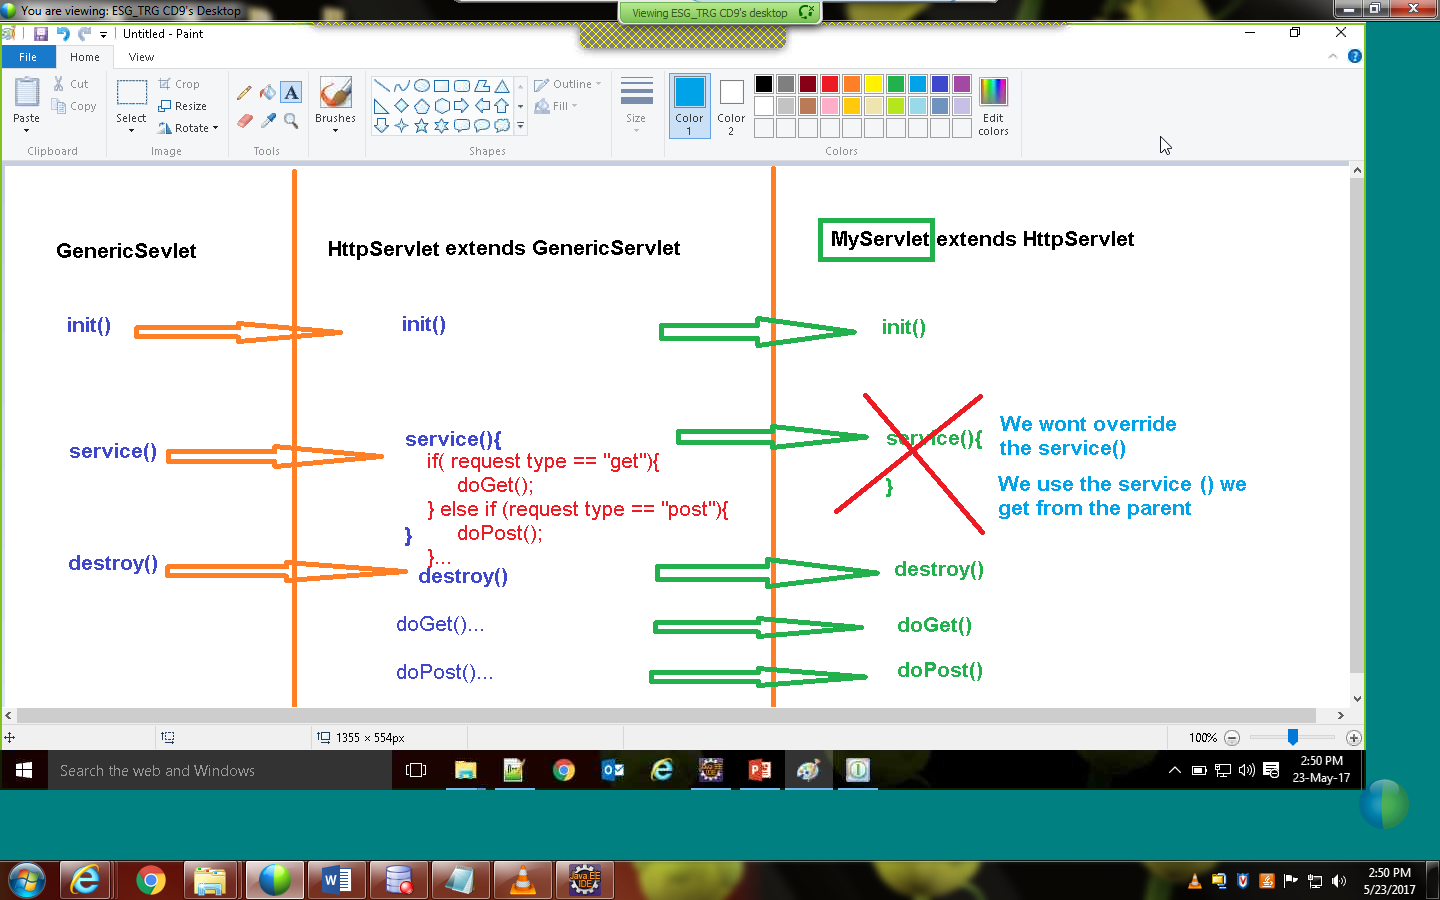 You are viewing: ESG_TRG CD9's Desktop
Viewing ESG_TRG CD9's desktop
Untitled - Paint
File
Home
View
Paste
Cut
Copy
Clipboard
Select
Crop
Resize
Rotate
Image
A
Tools
Brushes
Outline
Fill
Shapes
Size
Color
1
Color
2
Edit
colors
Colors
GenericSevlet
HttpServlet extends GenericServlet
MyServlet extends HttpServlet
init()
init()
init()
service()
service(){
if( request type == "get"){
doGet();
} else if (request type == "post"){
} doPost();
}...
service(){
}
We wont override
the service()
We use the service () we
get from the parent
destroy()
destroy()
destroy()
doGet()...
doGet()
doPost()...
doPost()
1355 × 554px
100%
Search the web and Windows
2:50 PM
23-May-17
Java EE
IDE
2:50 PM
5/23/2017